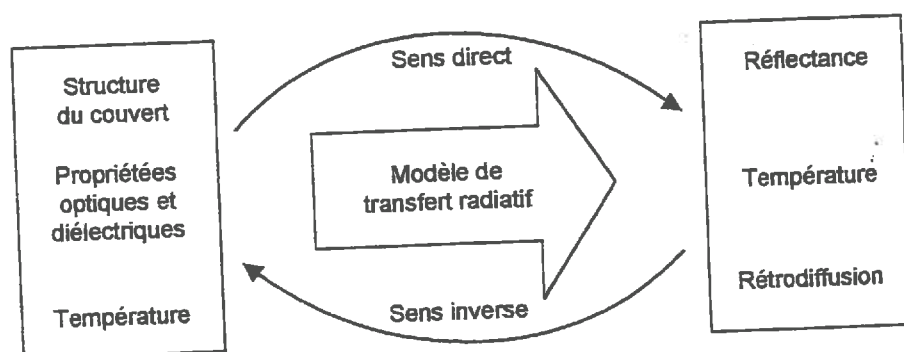 Structure
du couvert
Propriétées
optiques et
diélectriques
Température
Sens direct
Modèle de
transfert radiatif
Sens inverse
Réflectance
Température
Rétrodiffusion